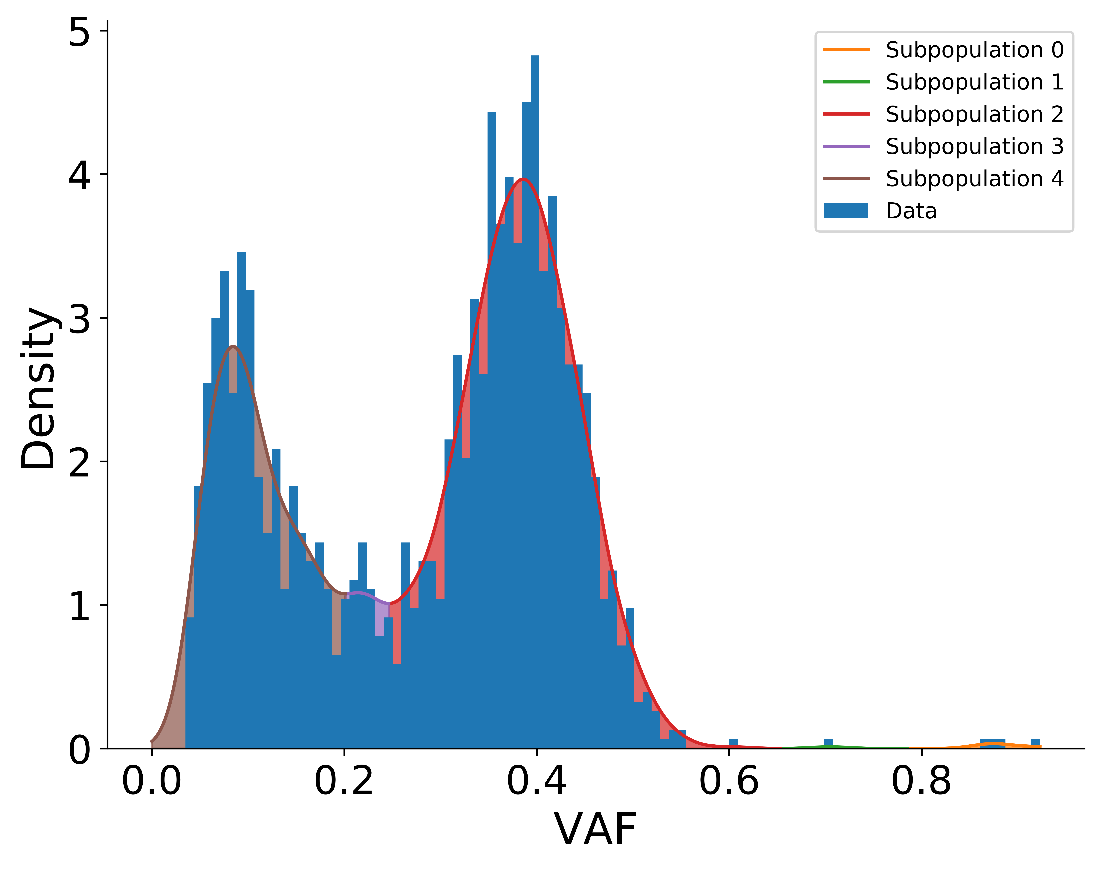 5
4
3
2
1
0
Density
0.0
0.2
0.4
0.6
0.8
VAF
Subpopulation 0
Subpopulation 1
Subpopulation 2
Subpopulation 3
Subpopulation 4
Data